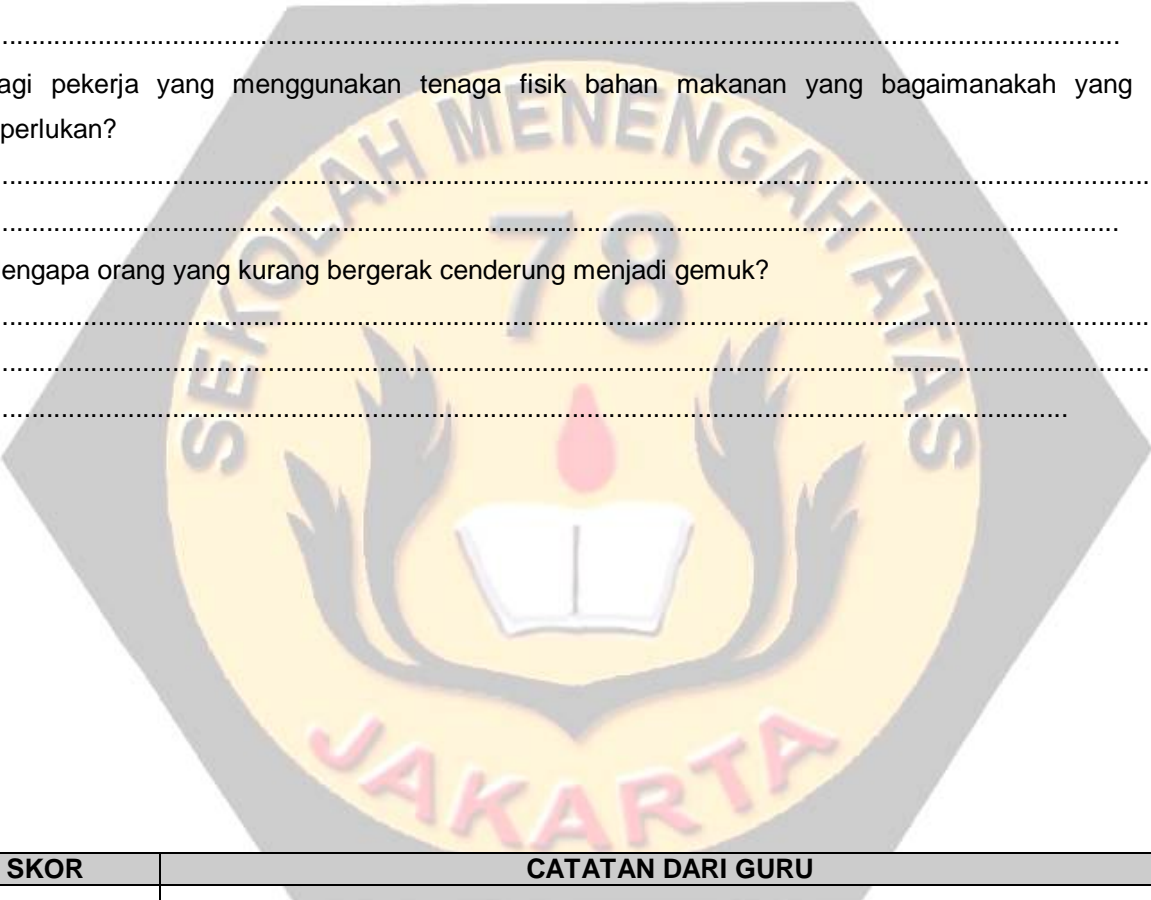 ........................................................................................................................................................
agi pekerja yang menggunakan tenaga fisik bahan makanan yang bagaimanakah yang
perlukan?
........................................................................................................................................................
........................................................................................................................................................
engapa orang yang kurang bergerak cenderung menjadi gemuk?
........................................................................................................................................................
........................................................................................................................................................
........................................................................................................................................................
SEKOLAH MENENGAH ATAS
78
JAKARTA
SKOR CATATAN DARI GURU